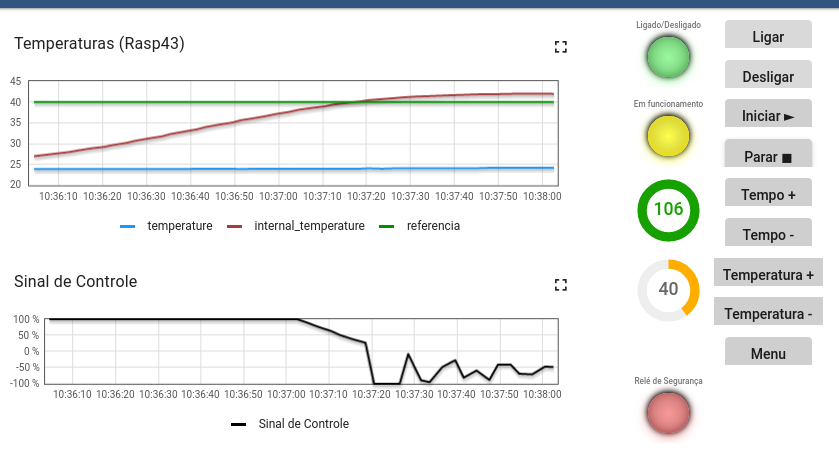 Temperaturas (Rasp43)
45
40
35
30
25
20
10:36:10 10:36:20 10:36:30 10:36:40 10:36:50 10:37:00 10:37:10 10:37:20 10:37:30 10:37:40 10:37:50 10:38:00
temperature internal_temperature referencia
Sinal de Controle
100 %
50 %
0 %
-50 %
-100 %
10:36:10 10:36:20 10:36:30 10:36:40 10:36:50 10:37:00 10:37:10 10:37:20 10:37:30 10:37:40 10:37:50 10:38:00
Sinal de Controle
Ligado/Desligado
Em funcionamento
106
40
Relé de Segurança
Ligar
Desligar
Iniciar ►
Parar ■
Tempo +
Tempo -
Temperatura +
Temperatura -
Menu